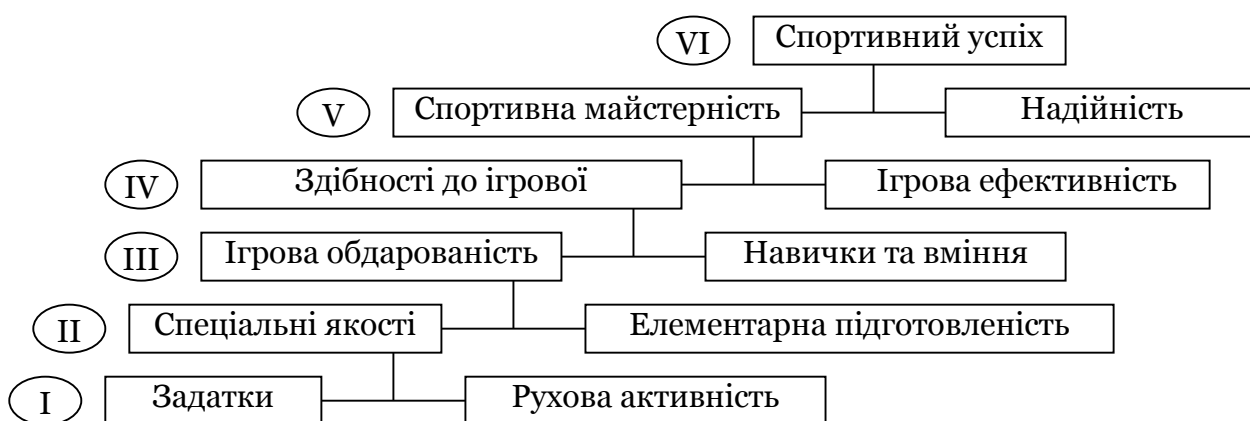 VI Спортивний успіх
V Спортивна майстерність Надійність
IV Здібності до ігрової Ігрова ефективність
III Ігрова обдарованість Навички та вміння
II Спеціальні якості Елементарна підготовленість
I Задатки Рухова активність